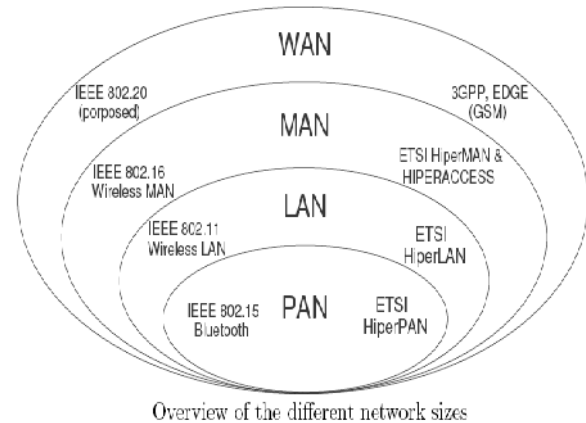 WAN
IEEE 802.20
(porposed)
3GPP, EDGE
(GSM)
MAN
IEEE 802.16
Wireless MAN
ETSI HiperMAN &
HIPERACCESS
LAN
IEEE 802.11
Wireless LAN
ETSI
HiperLAN
PAN
IEEE 802.15
Bluetooth
ETSI
HiperPAN
Overview of the different network sizes